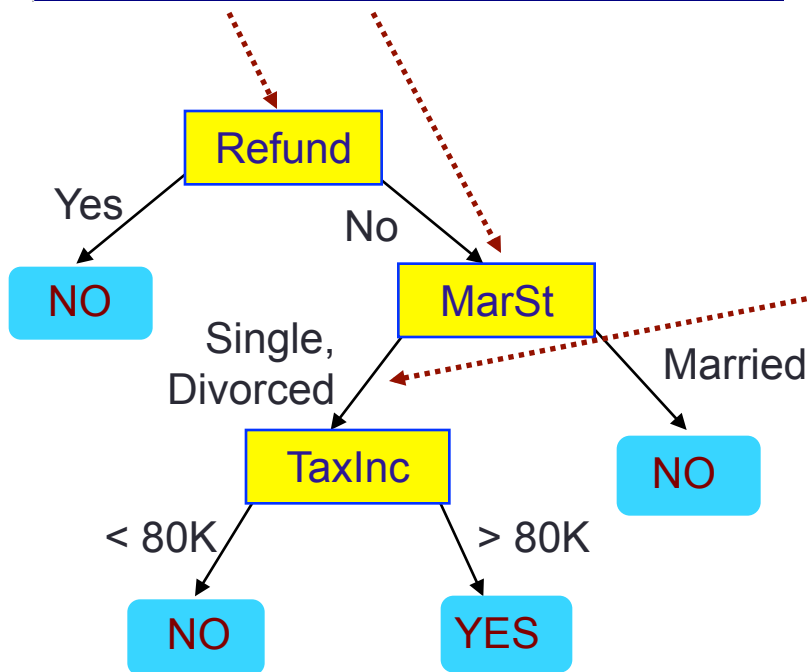 Refund
Yes
No
NO
MarSt
Single,
Divorced
Married
TaxInc
NO
< 80K
> 80K
NO
YES